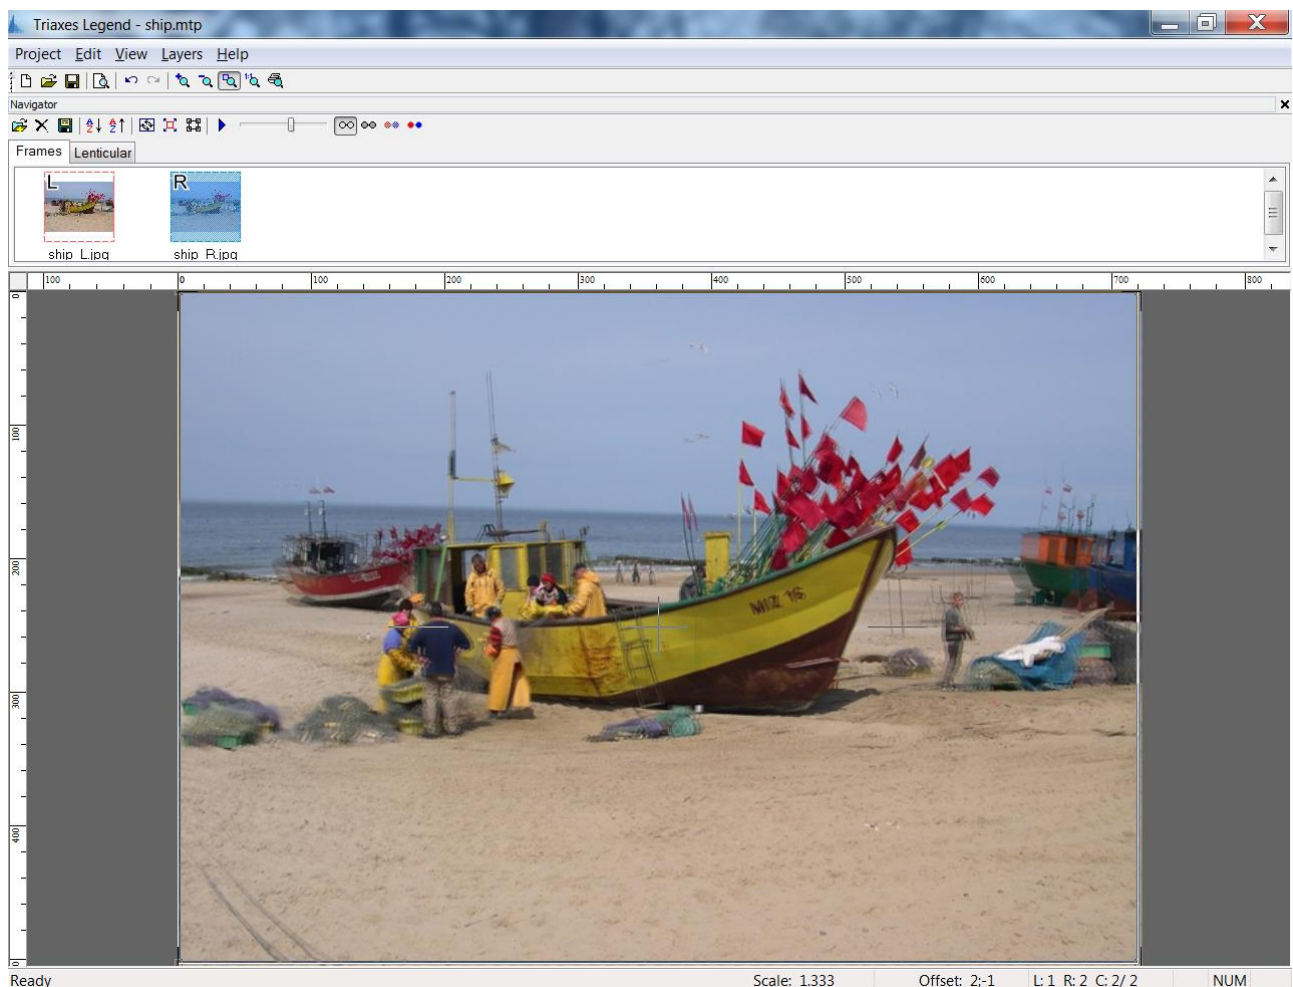 Triaxes Legend - ship.mtp
Project Edit View Layers Help
1:1
Navigator
Frames Lenticular
L R
ship_L.jpg ship_R.jpg
100 0 100 200 300 400 500 600 700 800
0
100
200
300
400
Ready Scale: 1.333 Offset: 2;-1 L: 1 R: 2 C: 2/ 2 NUM